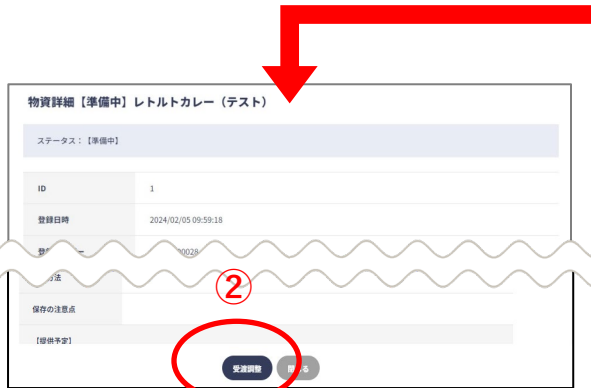 物資詳細【準備中】レトルトカレー（テスト）
ステータス：【準備中】
ID 1
登録日時 2024/02/05 09:59:18
②
保存の注意点
【提供予定】
受渡調整